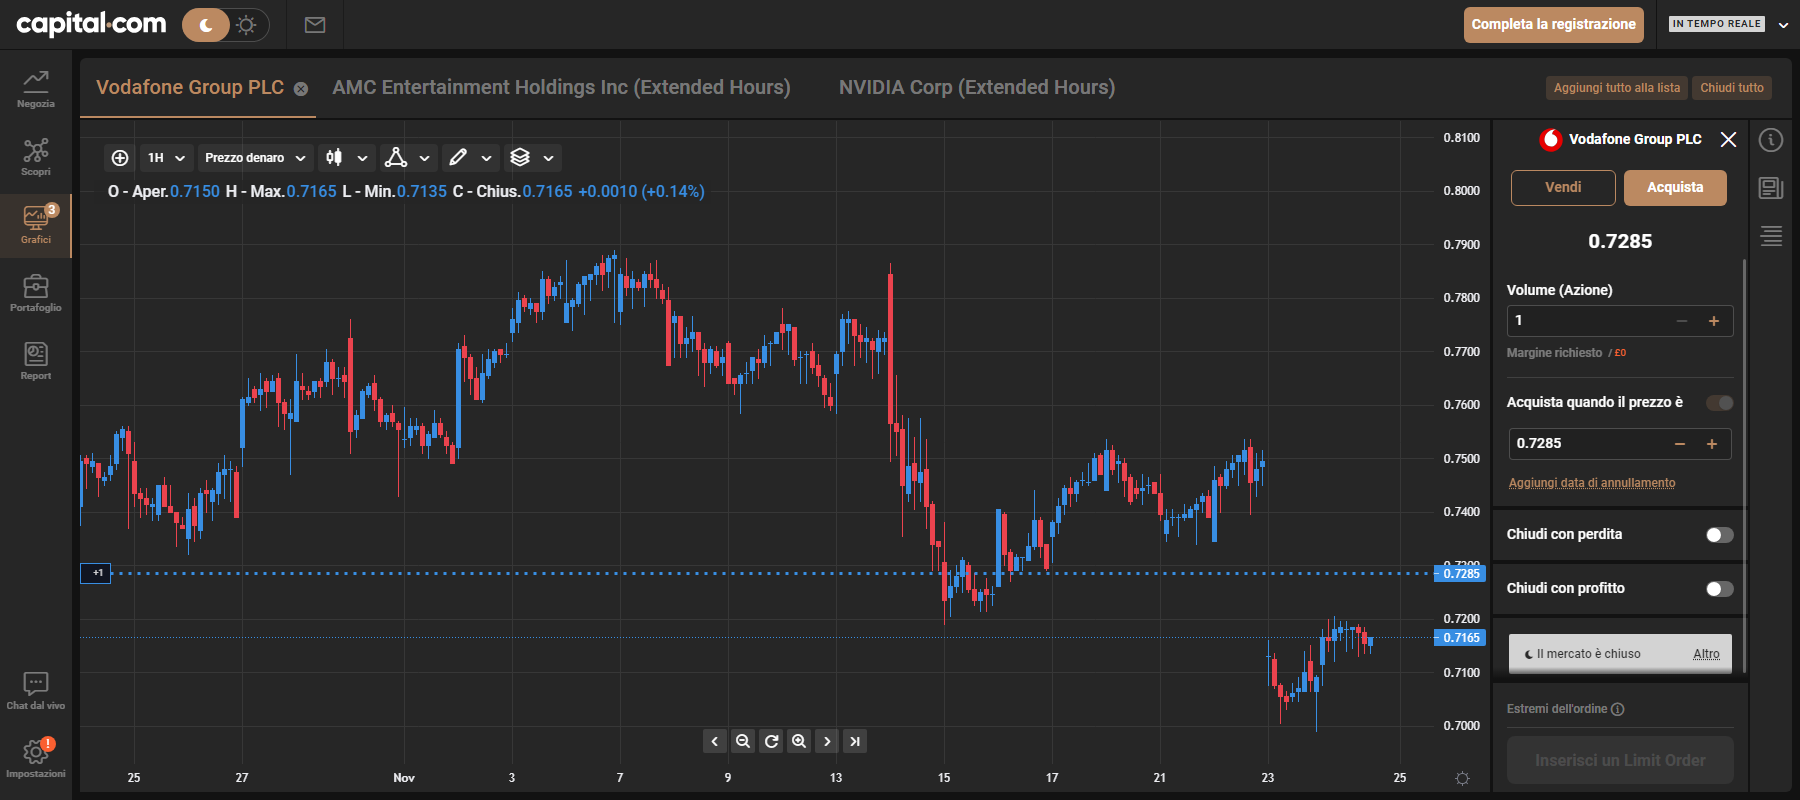 capital.com
Completa la registrazione
IN TEMPO REALE
Negozia
Scopri
3
Grafici
Portafoglio
Report
Chat dal vivo
!
Impostazioni
Vodafone Group PLC
AMC Entertainment Holdings Inc (Extended Hours)
NVIDIA Corp (Extended Hours)
Aggiungi tutto alla lista
Chiudi tutto
1H
Prezzo denaro
O - Aper.0.7150 H - Max.0.7165 L - Min.0.7135 C - Chius.0.7165 +0.0010 (+0.14%)
0.8100
0.8000
0.7900
0.7800
0.7700
0.7600
0.7500
0.7400
0.7300
+1
0.7285
0.7200
0.7165
0.7100
0.7000
25
27
Nov
3
7
9
13
15
17
21
23
25
Vodafone Group PLC
Vendi
Acquista
0.7285
Volume (Azione)
1
Margine richiesto / £0
Acquista quando il prezzo è
0.7285
Aggiungi data di annullamento
Chiudi con perdita
Chiudi con profitto
Il mercato è chiuso
Altro
Estremi dell'ordine
Inserisci un Limit Order